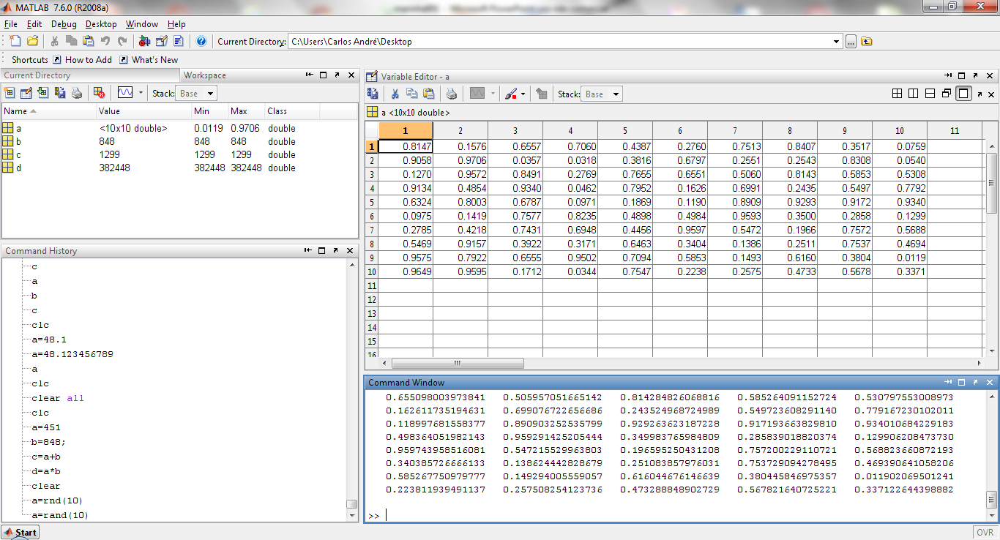 MATLAB 7.6.0 (R2008a)
File Edit Debug Desktop Window Help
Current Directory: C:\Users\Carlos André\Desktop ...
Shortcuts How to Add What's New
Current Directory Workspace
Stack: Base
Name Value Min Max Class
a <10x10 double> 0.0119 0.9706 double
b 848 848 848 double
c 1299 1299 1299 double
d 382448 382448 382448 double
Command History
c
a
b
c
clc
a=48.1
a=48.123456789
a
clc
clear all
clc
a=451
b=848;
c=a+b
d=a*b
clear
a=rnd(10)
a=rand(10)
Variable Editor - a
Stack: Base
a <10x10 double>
1 2 3 4 5 6 7 8 9 10 11
1 0.8147 0.1576 0.6557 0.7060 0.4387 0.2760 0.7513 0.8407 0.3517 0.0759
2 0.9058 0.9706 0.0357 0.0318 0.3816 0.6797 0.2551 0.2543 0.8308 0.0540
3 0.1270 0.9572 0.8491 0.2769 0.7655 0.6551 0.5060 0.8143 0.5853 0.5308
4 0.9134 0.4854 0.9340 0.0462 0.7952 0.1626 0.6991 0.2435 0.5497 0.7792
5 0.6324 0.8003 0.6787 0.0971 0.1869 0.1190 0.8909 0.9293 0.9172 0.9340
6 0.0975 0.1419 0.7577 0.8235 0.4898 0.4984 0.9593 0.3500 0.2858 0.1299
7 0.2785 0.4218 0.7431 0.6948 0.4456 0.9597 0.5472 0.1966 0.7572 0.5688
8 0.5469 0.9157 0.3922 0.3171 0.6463 0.3404 0.1386 0.2511 0.7537 0.4694
9 0.9575 0.7922 0.6555 0.9502 0.7094 0.5853 0.1493 0.6160 0.3804 0.0119
10 0.9649 0.9595 0.1712 0.0344 0.7547 0.2238 0.2575 0.4733 0.5678 0.3371
11
12
13
14
15
16
Command Window
0.655098003973841 0.505957051665142 0.814284826068816 0.585264091152724 0.530797553008973
0.162611735194631 0.699076722656686 0.243524968724989 0.549723608291140 0.779167230102011
0.118997681558377 0.890903252535799 0.929263623187228 0.917193663829810 0.934010684229183
0.498364051982143 0.959291425205444 0.349983765984809 0.285839018820374 0.129906208473730
0.959743958516081 0.547215529963803 0.196595250431208 0.757200229110721 0.568823660872193
0.340385726666133 0.138624442828679 0.251083857976031 0.753729094278495 0.469390641058206
0.585267750979777 0.149294005559057 0.616044676146639 0.380445846975357 0.011902069501241
0.223811939491137 0.257508254123736 0.473288848902729 0.567821640725221 0.337122644398882
>>
Start
OVR